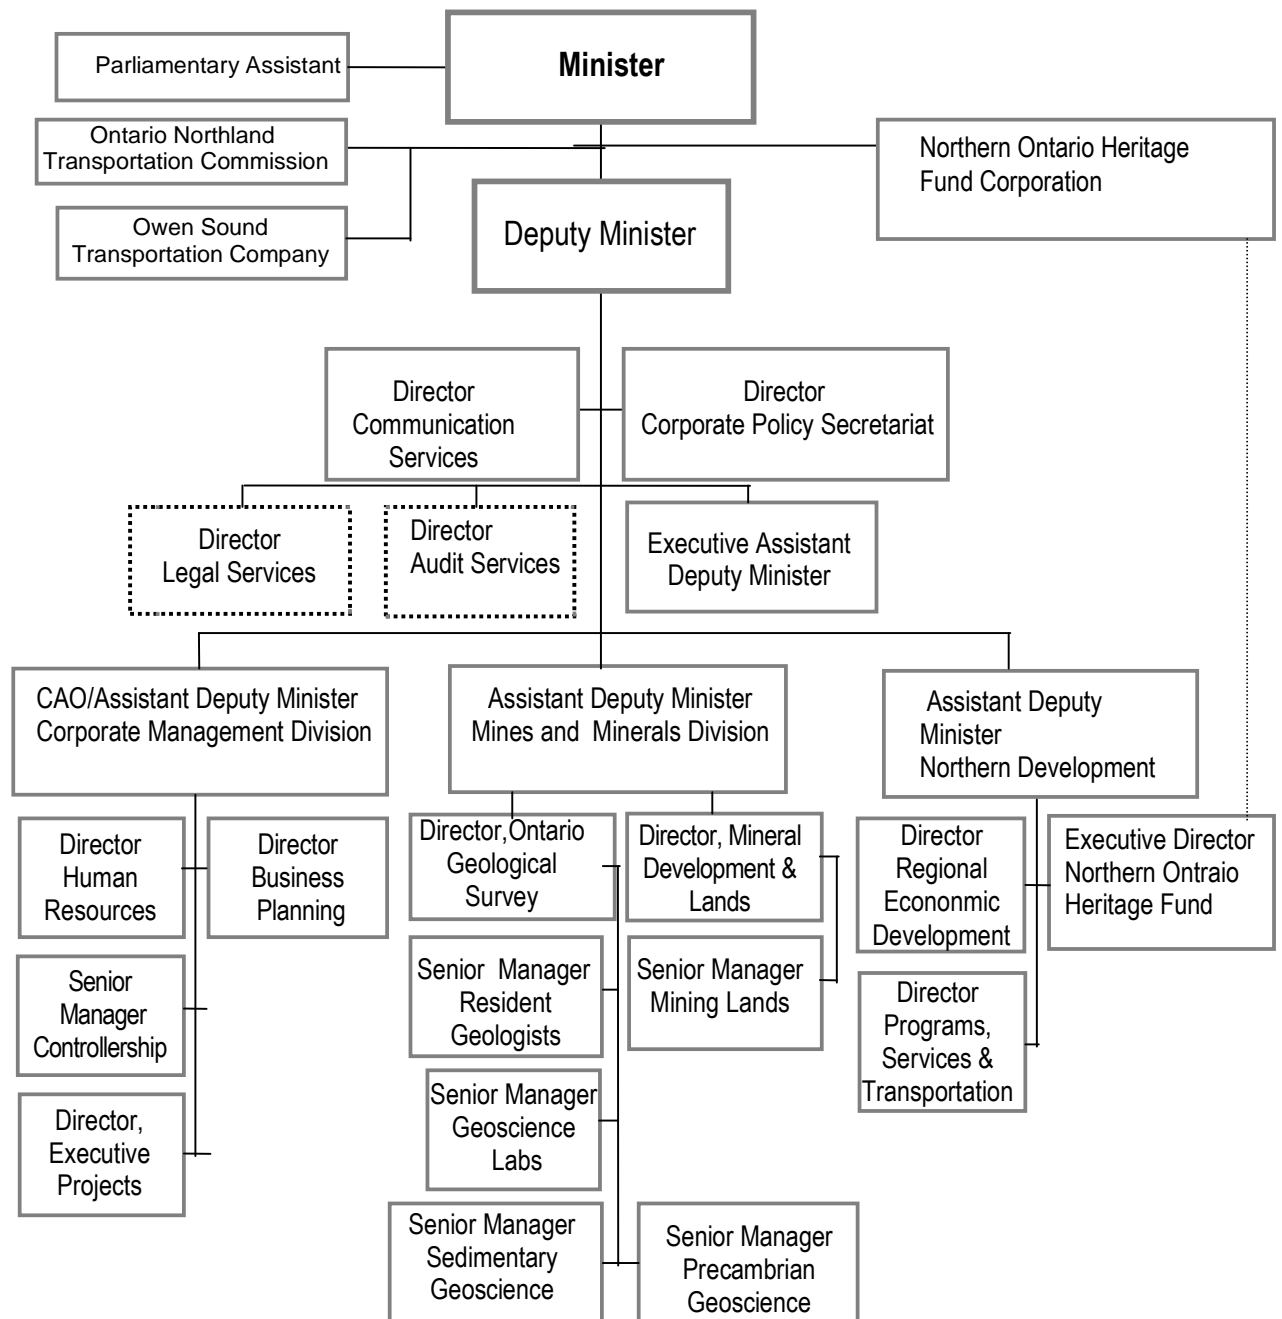 Parliamentary Assistant
Minister
Ontario Northland
Transportation Commission
Northern Ontario Heritage
Fund Corporation
Owen Sound
Transportation Company
Deputy Minister
Director
Communication
Services
Director
Corporate Policy Secretariat
Director
Legal Services
Director
Audit Services
Executive Assistant
Deputy Minister
CAO/Assistant Deputy Minister
Corporate Management Division
Assistant Deputy Minister
Mines and Minerals Division
Assistant Deputy
Minister
Northern Development
Director
Human
Resources
Director
Business
Planning
Director,Ontario
Geological
Survey
Director, Mineral
Development &
Lands
Director
Regional
Econonmic
Development
Executive Director
Northern Ontraio
Heritage Fund
Senior
Manager
Controllership
Senior Manager
Resident
Geologists
Senior Manager
Mining Lands
Director
Programs,
Services &
Transportation
Director,
Executive
Projects
Senior Manager
Geoscience
Labs
Senior Manager
Sedimentary
Geoscience
Senior Manager
Precambrian
Geoscience